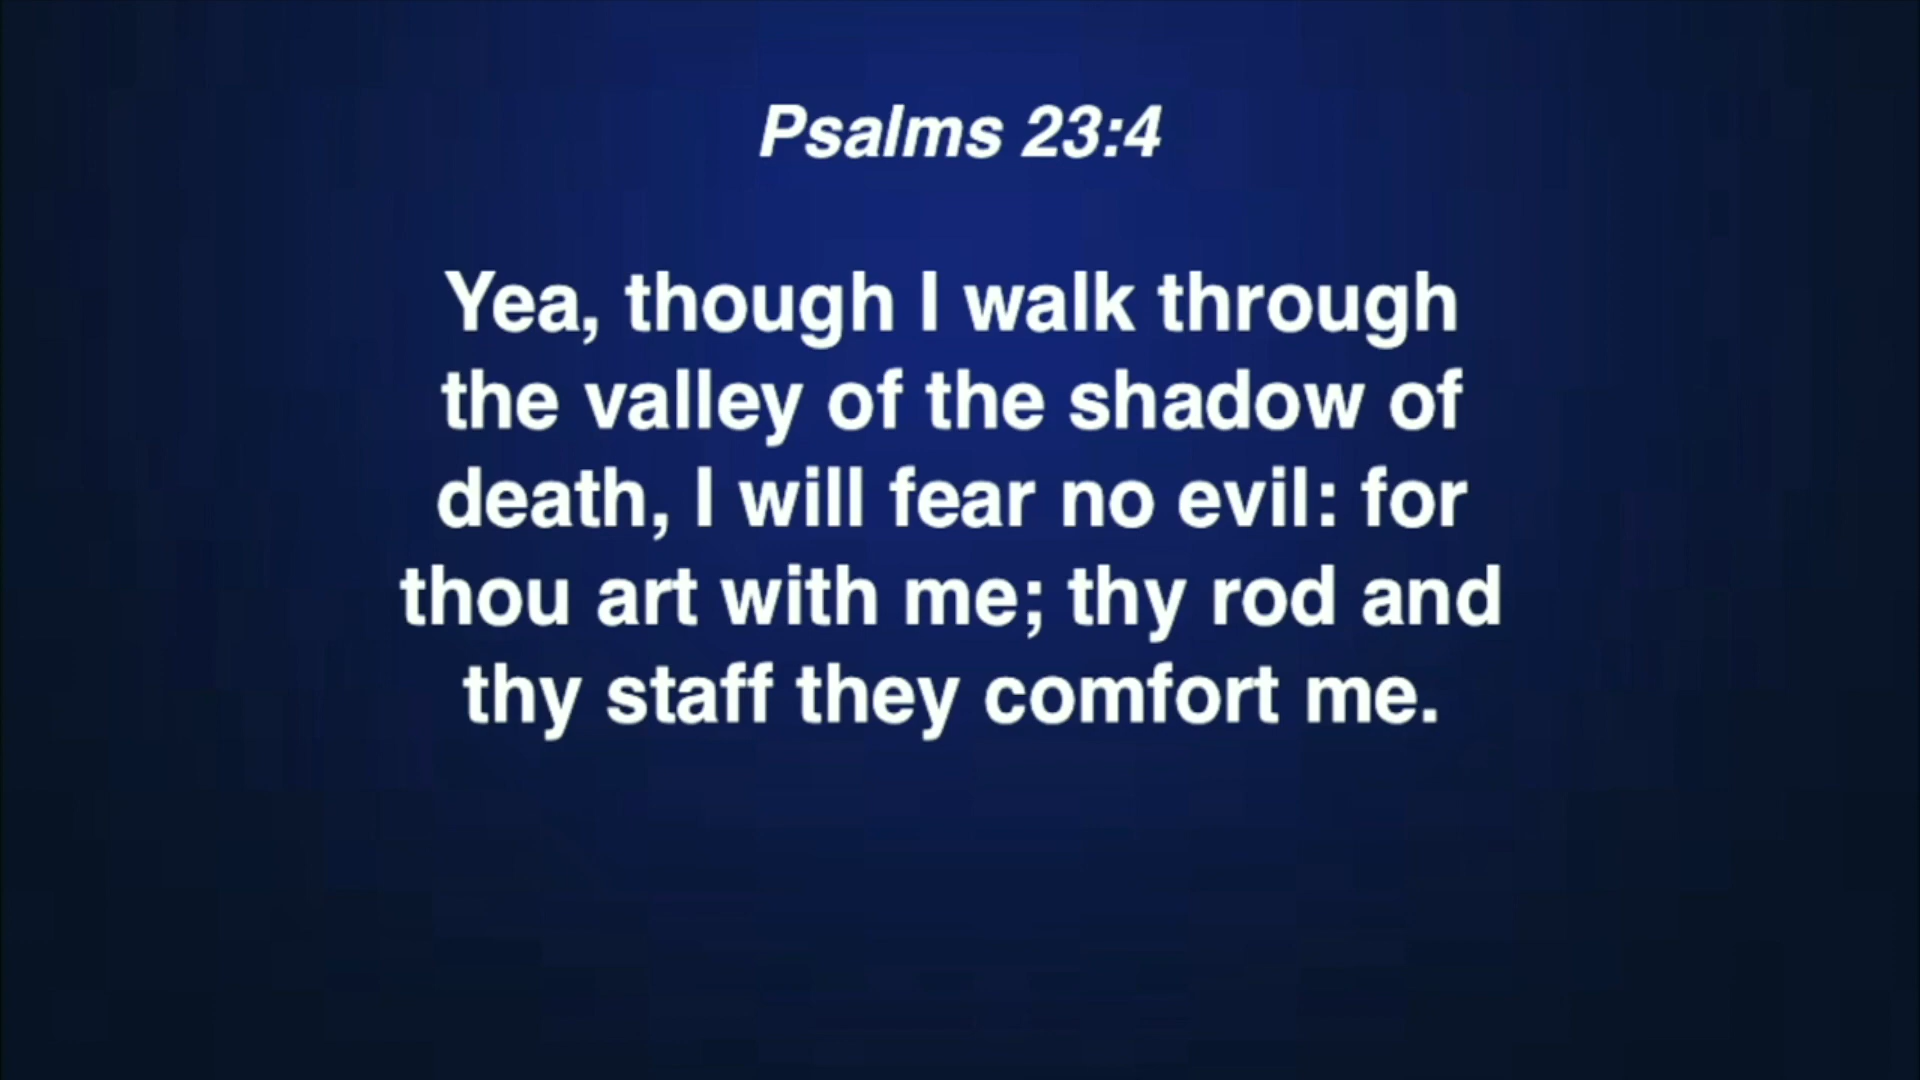 Psalms 23:4
Yea, though I walk through
the valley of the shadow of
death, I will fear no evil: for
thou art with me; thy rod and
thy staff they comfort me.